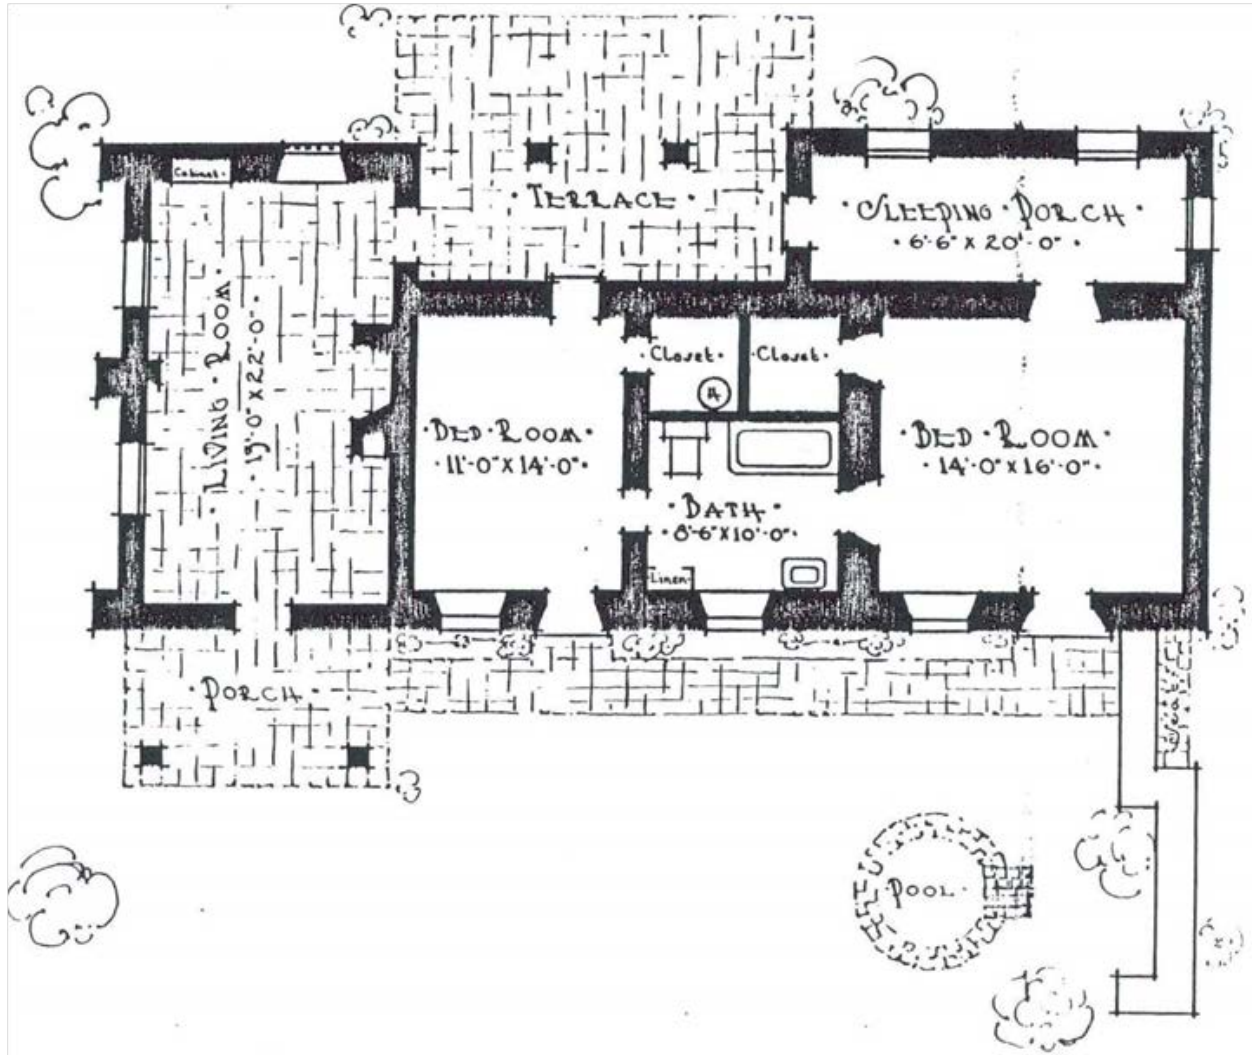 Cabinet·
·TERRACE·
·SLEEPING·PORCH·
·6'-6" X 20'-0"·
·LIVING·ROOM·
·13'-0" X 22'-0"·
·Closet·
·Closet·
·BED·ROOM·
·11'-0" X 14'-0"·
·BED·ROOM·
·14'-0" X 16'-0"·
·BATH·
·8'-6" X 10'-0"·
·Linen·
·PORCH·
·POOL·